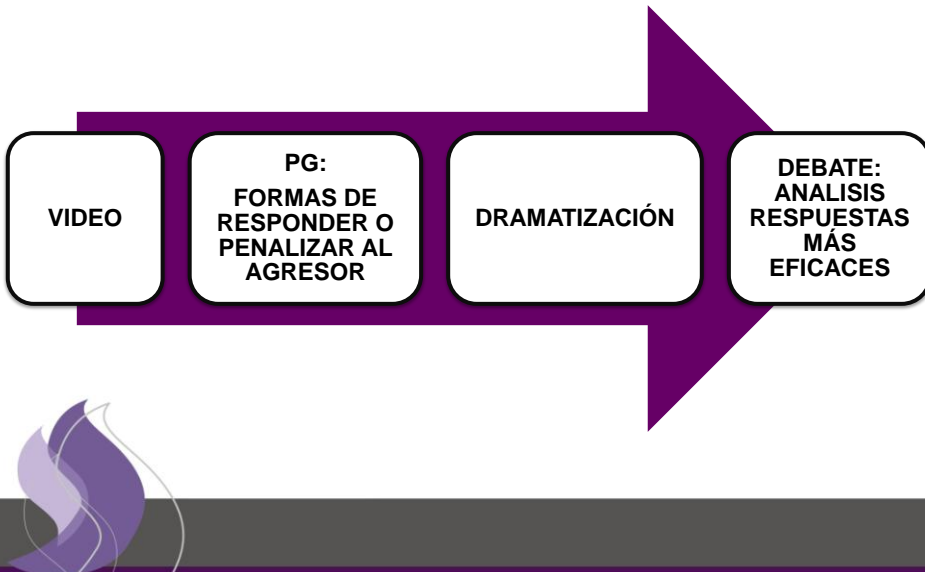 VIDEO
PG:
FORMAS DE
RESPONDER O
PENALIZAR AL
AGRESOR
DRAMATIZACIÓN
DEBATE:
ANALISIS
RESPUESTAS
MÁS
EFICACES